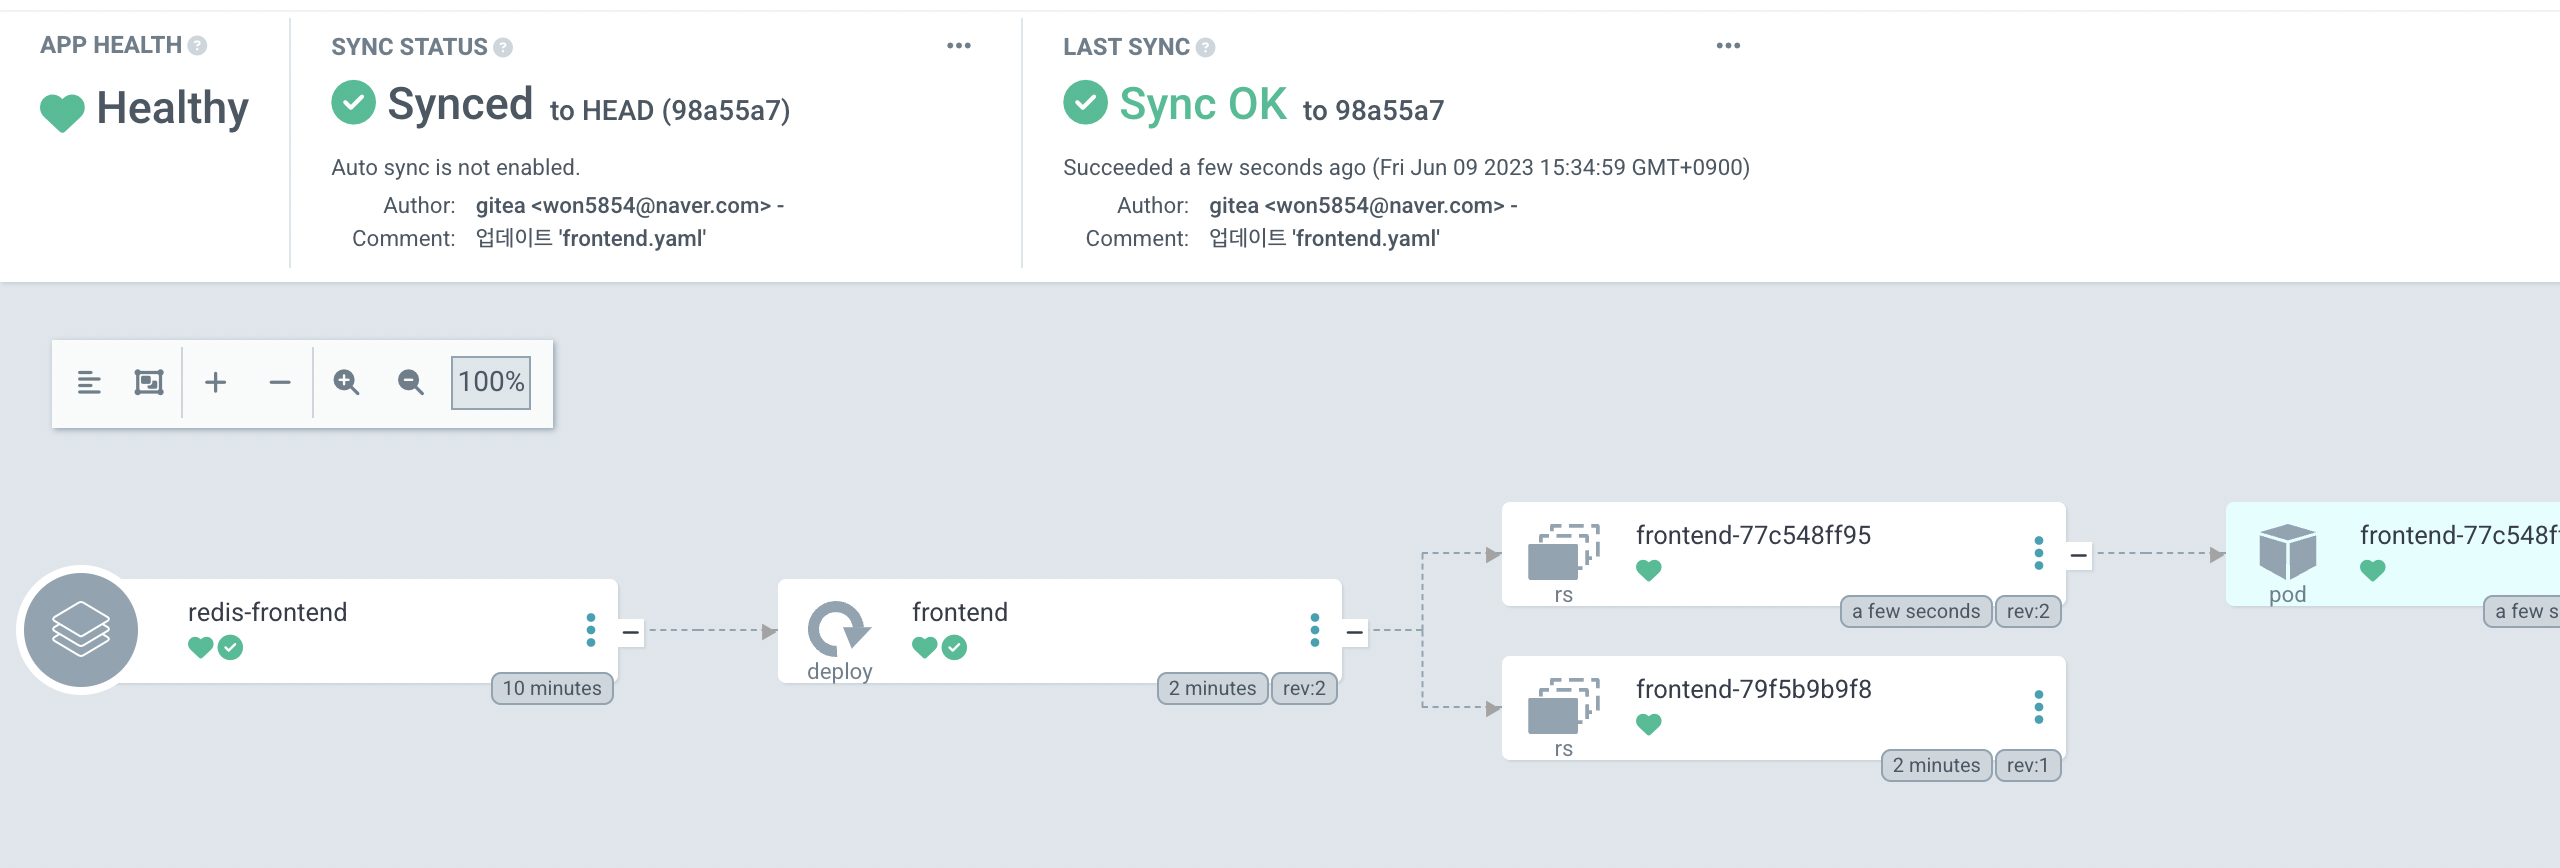 APP HEALTH
Healthy
SYNC STATUS
Synced to HEAD (98a55a7)
Auto sync is not enabled.
Author: gitea <won5854@naver.com> -
Comment: 업데이트 'frontend.yaml'
LAST SYNC
Sync OK to 98a55a7
Succeeded a few seconds ago (Fri Jun 09 2023 15:34:59 GMT+0900)
Author: gitea <won5854@naver.com> -
Comment: 업데이트 'frontend.yaml'
100%
redis-frontend
10 minutes
deploy
frontend
2 minutes rev:2
rs
frontend-77c548ff95
a few seconds rev:2
rs
frontend-79f5b9b9f8
2 minutes rev:1
pod
frontend-77c548f
a few s